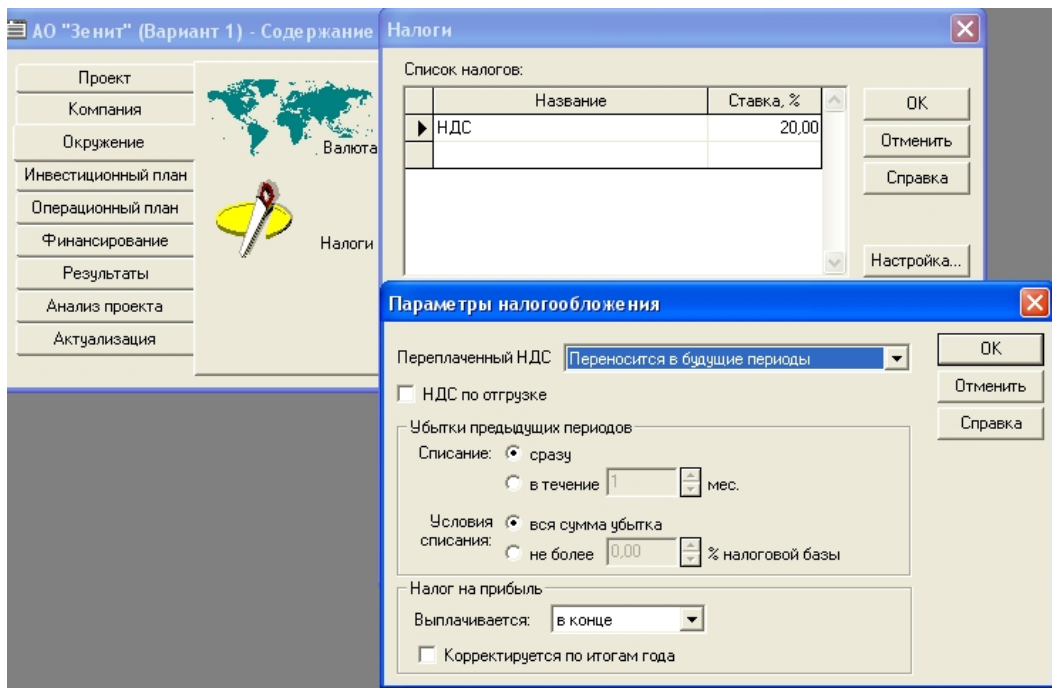 АО "Зенит" (Вариант 1) - Содержание
Проект
Компания
Окружение
Инвестиционный план
Операционный план
Финансирование
Результаты
Анализ проекта
Актуализация
Валюта
Налоги
Налоги
Список налогов:
Название Ставка, %
НДС 20,00
OK
Отменить
Справка
Настройка...
Параметры налогообложения
Переплаченный НДС Переносится в будущие периоды
НДС по отгрузке
Убытки предыдущих периодов
Списание: сразу
в течение 1 мес.
Условия списания: вся сумма убытка
не более 0,00 % налоговой базы
Налог на прибыль
Выплачивается: в конце
Корректируется по итогам года
OK
Отменить
Справка